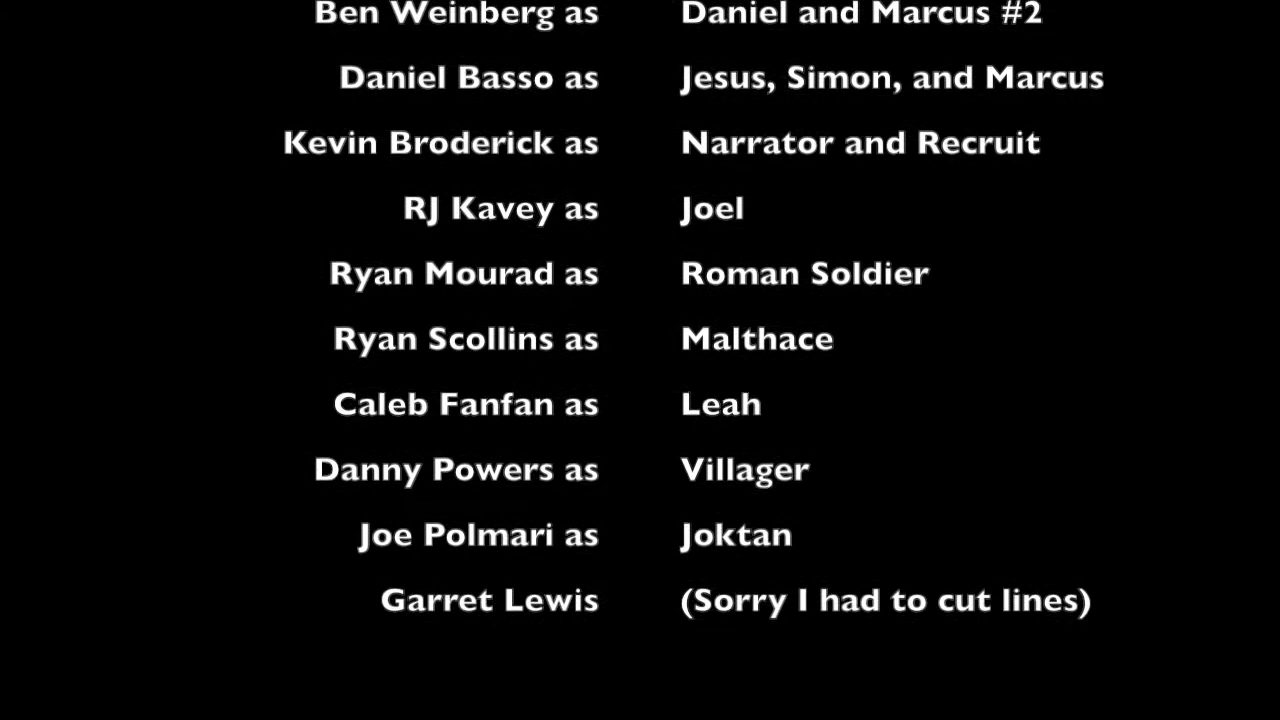 Ben Weinberg as Daniel and Marcus #2
Daniel Basso as Jesus, Simon, and Marcus
Kevin Broderick as Narrator and Recruit
RJ Kavey as Joel
Ryan Mourad as Roman Soldier
Ryan Scollins as Malthace
Caleb Fanfan as Leah
Danny Powers as Villager
Joe Polmari as Joktan
Garret Lewis (Sorry I had to cut lines)